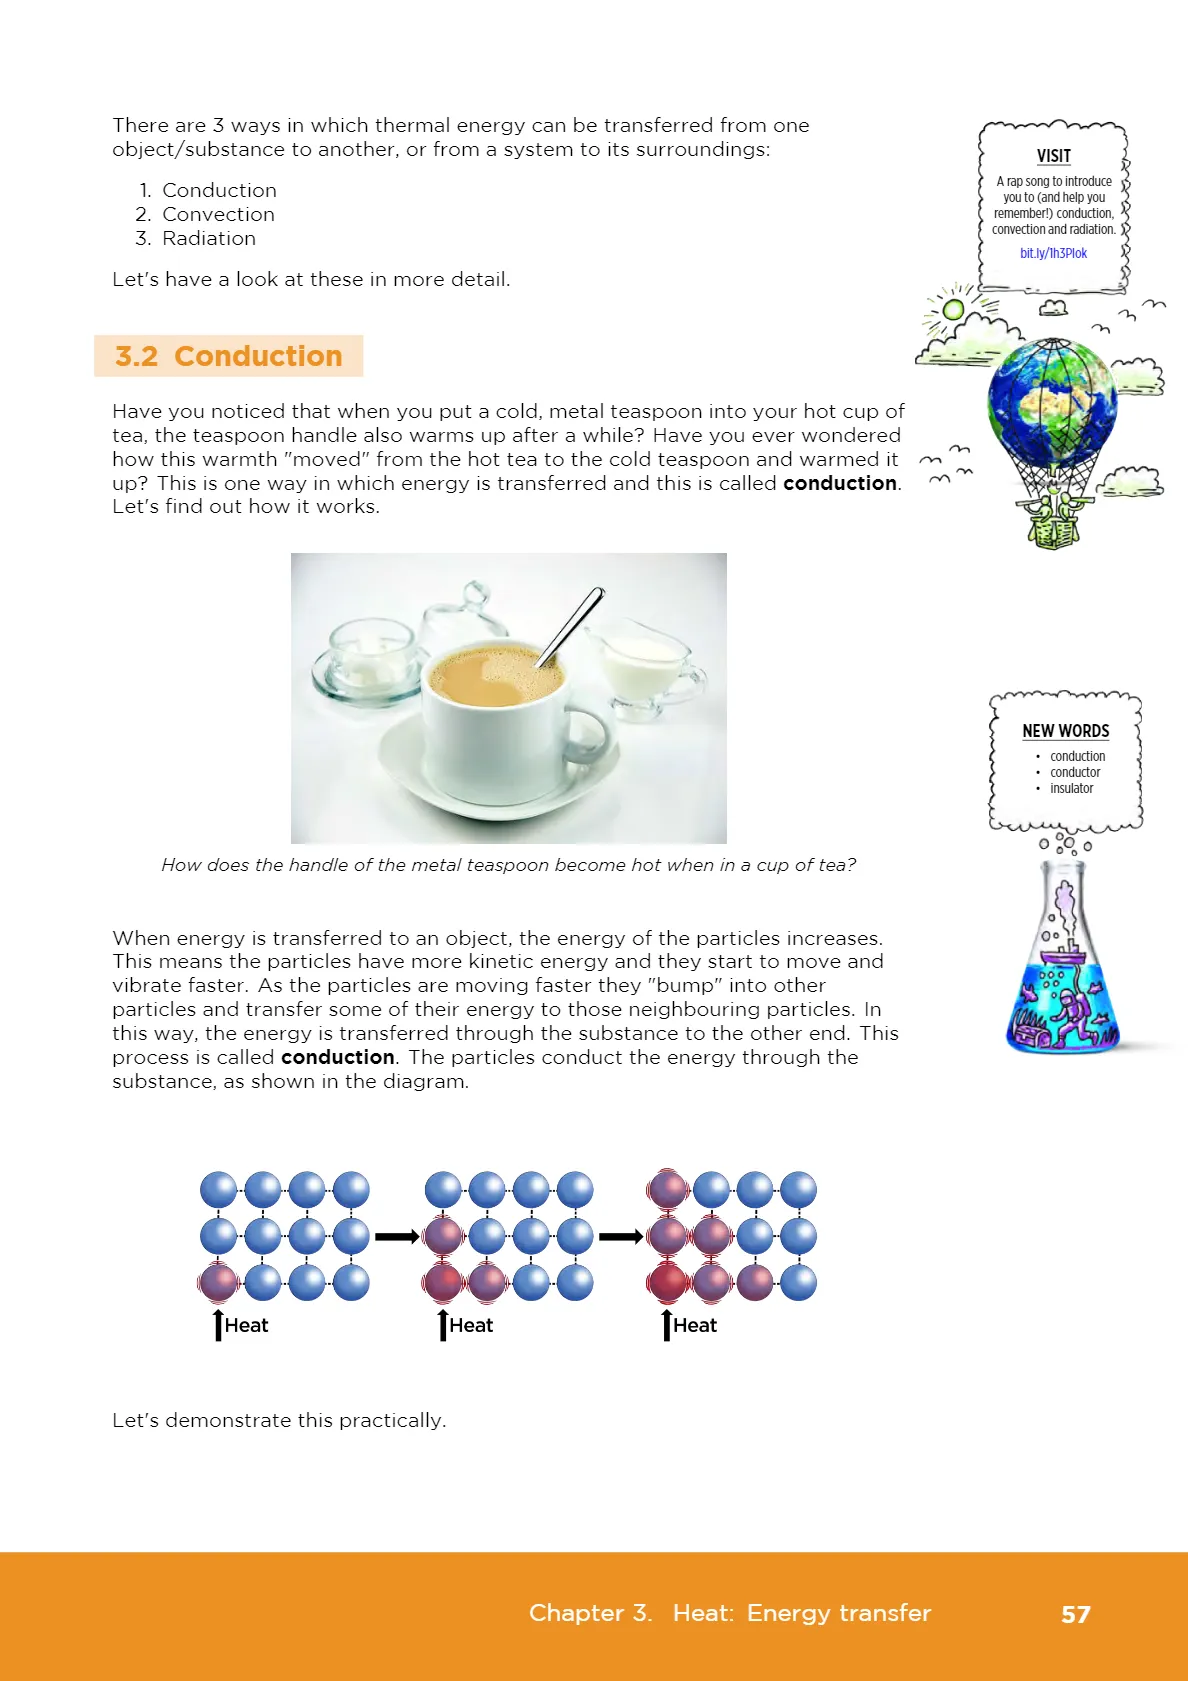 There are 3 ways in which thermal energy can be transferred from one
object/substance to another, or from a system to its surroundings:
1. Conduction
2. Convection
3. Radiation
Let's have a look at these in more detail.
VISIT
A rap song to introduce
you to (and help you
remember!) conduction,
convection and radiation.
bit.ly/1h3Plok
3.2 Conduction
Have you noticed that when you put a cold, metal teaspoon into your hot cup of
tea, the teaspoon handle also warms up after a while? Have you ever wondered
how this warmth "moved" from the hot tea to the cold teaspoon and warmed it
up? This is one way in which energy is transferred and this is called conduction.
Let's find out how it works.
How does the handle of the metal teaspoon become hot when in a cup of tea?
NEW WORDS
• conduction
• conductor
• insulator
When energy is transferred to an object, the energy of the particles increases.
This means the particles have more kinetic energy and they start to move and
vibrate faster. As the particles are moving faster they "bump" into other
particles and transfer some of their energy to those neighbouring particles. In
this way, the energy is transferred through the substance to the other end. This
process is called conduction. The particles conduct the energy through the
substance, as shown in the diagram.
Heat Heat Heat
Let's demonstrate this practically.
Chapter 3. Heat: Energy transfer 57